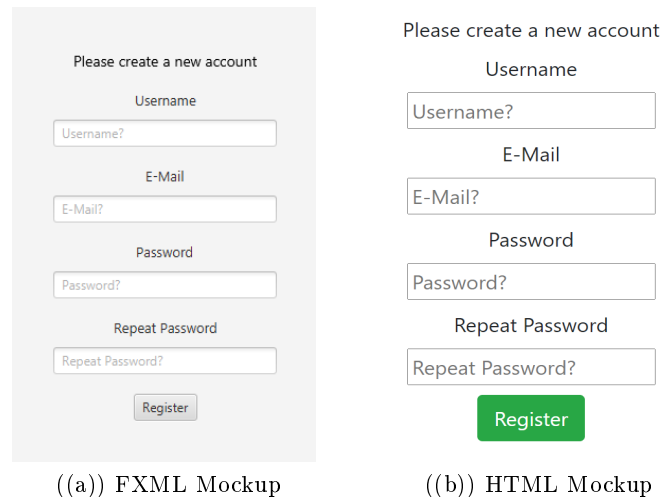 Please create a new account
Username
Username?
E-Mail
E-Mail?
Password
Password?
Repeat Password
Repeat Password?
Register
((a)) FXML Mockup
Please create a new account
Username
Username?
E-Mail
E-Mail?
Password
Password?
Repeat Password
Repeat Password?
Register
((b)) HTML Mockup